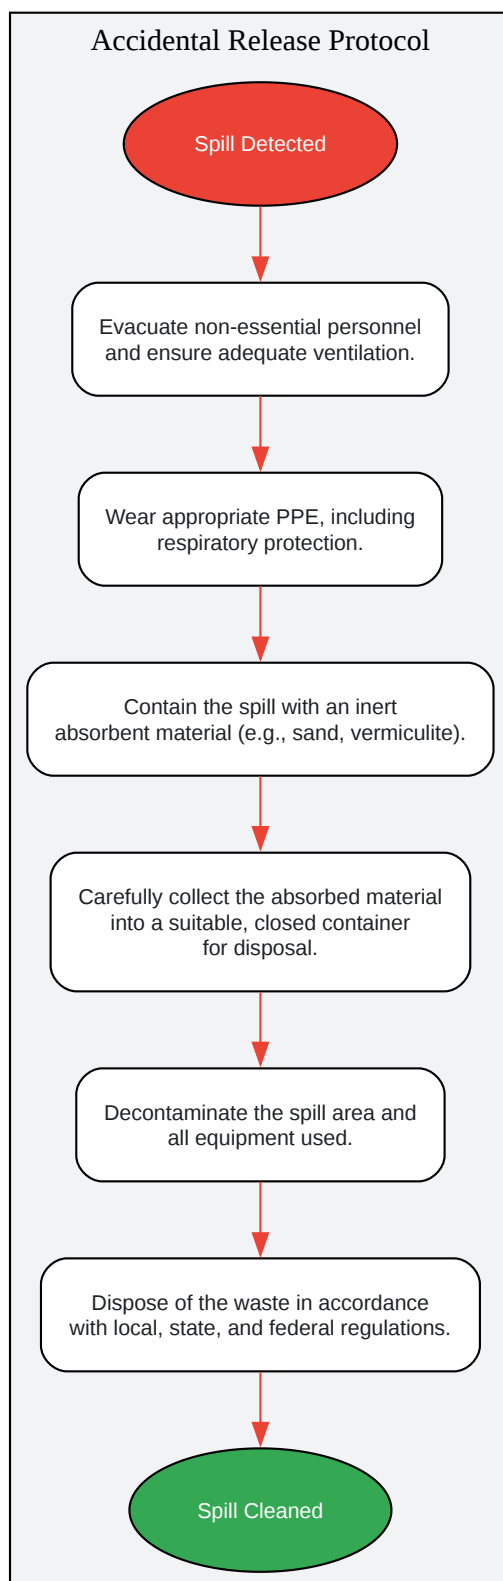 Accidental Release Protocol
Spill Detected
Evacuate non-essential personnel
and ensure adequate ventilation.
Wear appropriate PPE, including
respiratory protection.
Contain the spill with an inert
absorbent material (e.g., sand, vermiculite).
Carefully collect the absorbed material
into a suitable, closed container
for disposal.
Decontaminate the spill area and
all equipment used.
Dispose of the waste in accordance
with local, state, and federal regulations.
Spill Cleaned